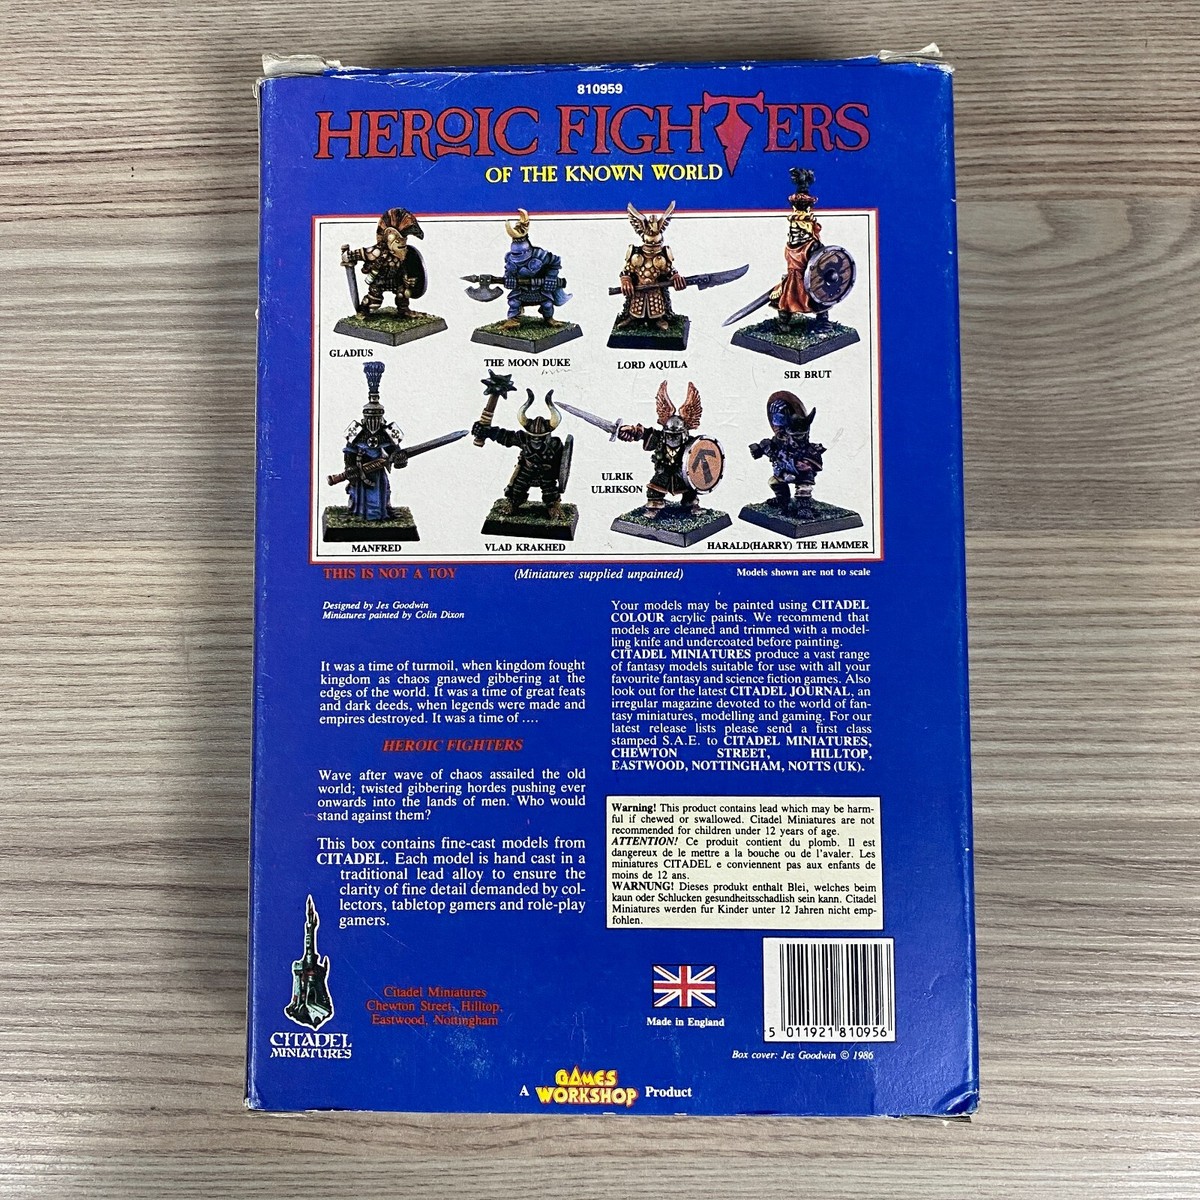 810959
HEROIC FIGHTERS
OF THE KNOWN WORLD
GLADIUS
THE MOON DUKE
LORD AQUILA
SIR BRUT
MANFRED
VLAD KRAKHED
ULRIK
ULRIKSON
HARALD(HARRY) THE HAMMER
THIS IS NOT A TOY
(Miniatures supplied unpainted)
Models shown are not to scale
Designed by Jes Goodwin
Miniatures painted by Colin Dixon
It was a time of turmoil, when kingdom fought
kingdom as chaos gnawed gibbering at the
edges of the world. It was a time of great feats
and dark deeds, when legends were made and
empires destroyed. It was a time of ....
HEROIC FIGHTERS
Wave after wave of chaos assailed the old
world; twisted gibbering hordes pushing ever
onwards into the lands of men. Who would
stand against them?
This box contains fine-cast models from
CITADEL. Each model is hand cast in a
traditional lead alloy to ensure the
clarity of fine detail demanded by col-
lectors, tabletop gamers and role-play
gamers.
CITADEL
MINIATURES
Citadel Miniatures
Chewton Street, Hilltop,
Eastwood, Nottingham
Your models may be painted using CITADEL
COLOUR acrylic paints. We recommend that
models are cleaned and trimmed with a model-
ling knife and undercoated before painting.
CITADEL MINIATURES produce a vast range
of fantasy models suitable for use with all your
favourite fantasy and science fiction games. Also
look out for the latest CITADEL JOURNAL, an
irregular magazine devoted to the world of fan-
tasy miniatures, modelling and gaming. For our
latest release lists please send a first class
stamped S.A.E. to CITADEL MINIATURES,
CHEWTON STREET, HILLTOP,
EASTWOOD, NOTTINGHAM, NOTTS (UK).
Warning! This product contains lead which may be harm-
ful if chewed or swallowed. Citadel Miniatures are not
recommended for children under 12 years of age.
ATTENTION! Ce produit contient du plomb. Il est
dangereux de le mettre a la bouche ou de l'avaler. Les
miniatures CITADEL e conviennent pas aux enfants de
moins de 12 ans.
WARNUNG! Dieses produkt enthalt Blei, welches beim
kaun oder Schlucken gesundheitsschadlish sein kann. Citadel
Miniatures werden fur Kinder unter 12 Jahren nicht emp-
fohlen.
Made in England
5 011921 810956
Box cover: Jes Goodwin © 1986
A GAMES WORKSHOP Product